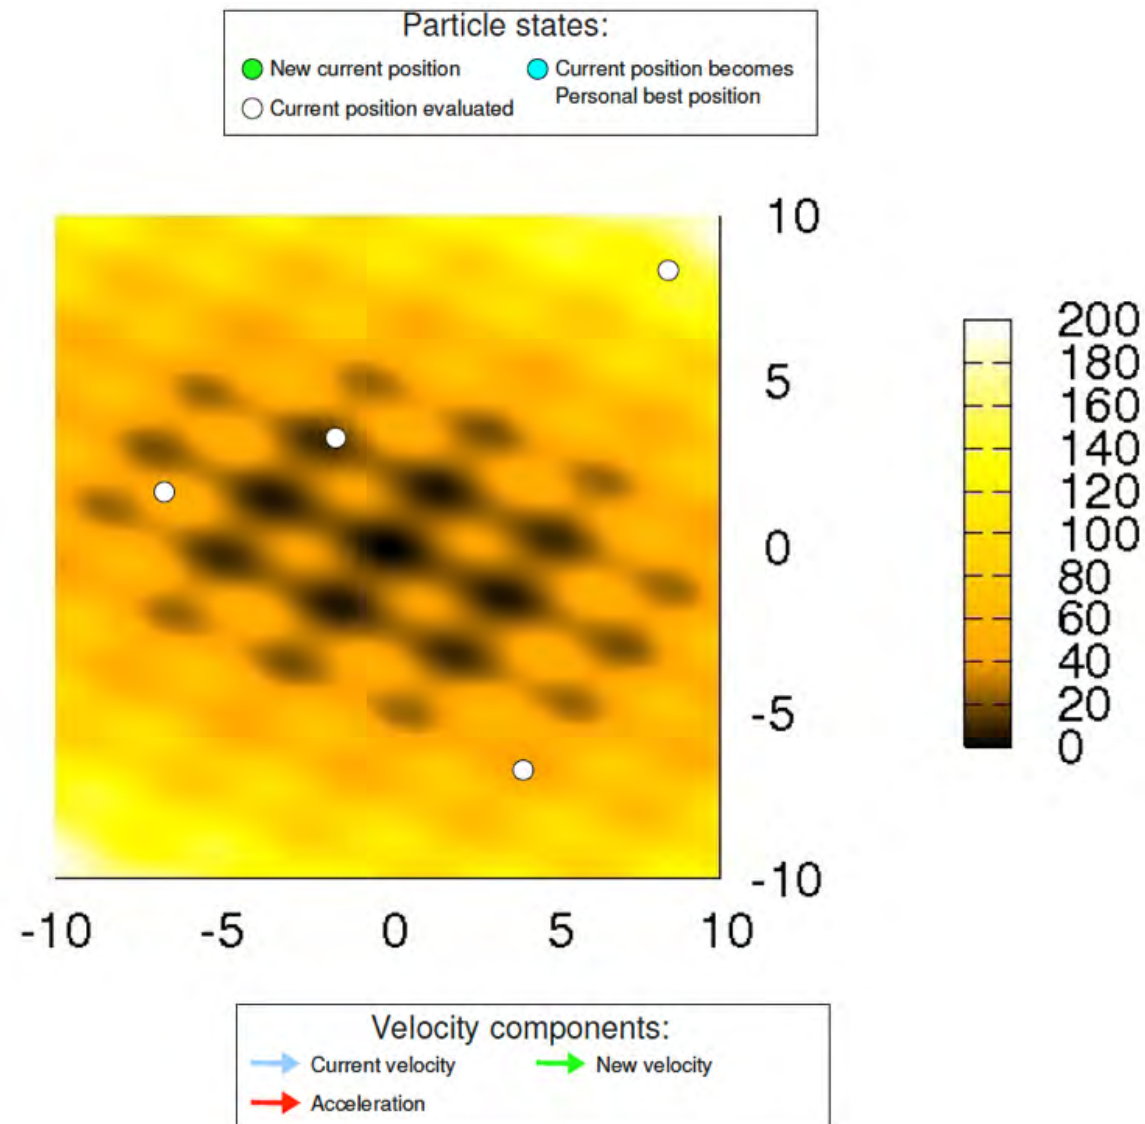 Particle states:
New current position
Current position becomes
Personal best position
Current position evaluated
10
5
0
-5
-10
-10 -5 0 5 10
200
180
160
140
120
100
80
60
40
20
0
Velocity components:
Current velocity
New velocity
Acceleration